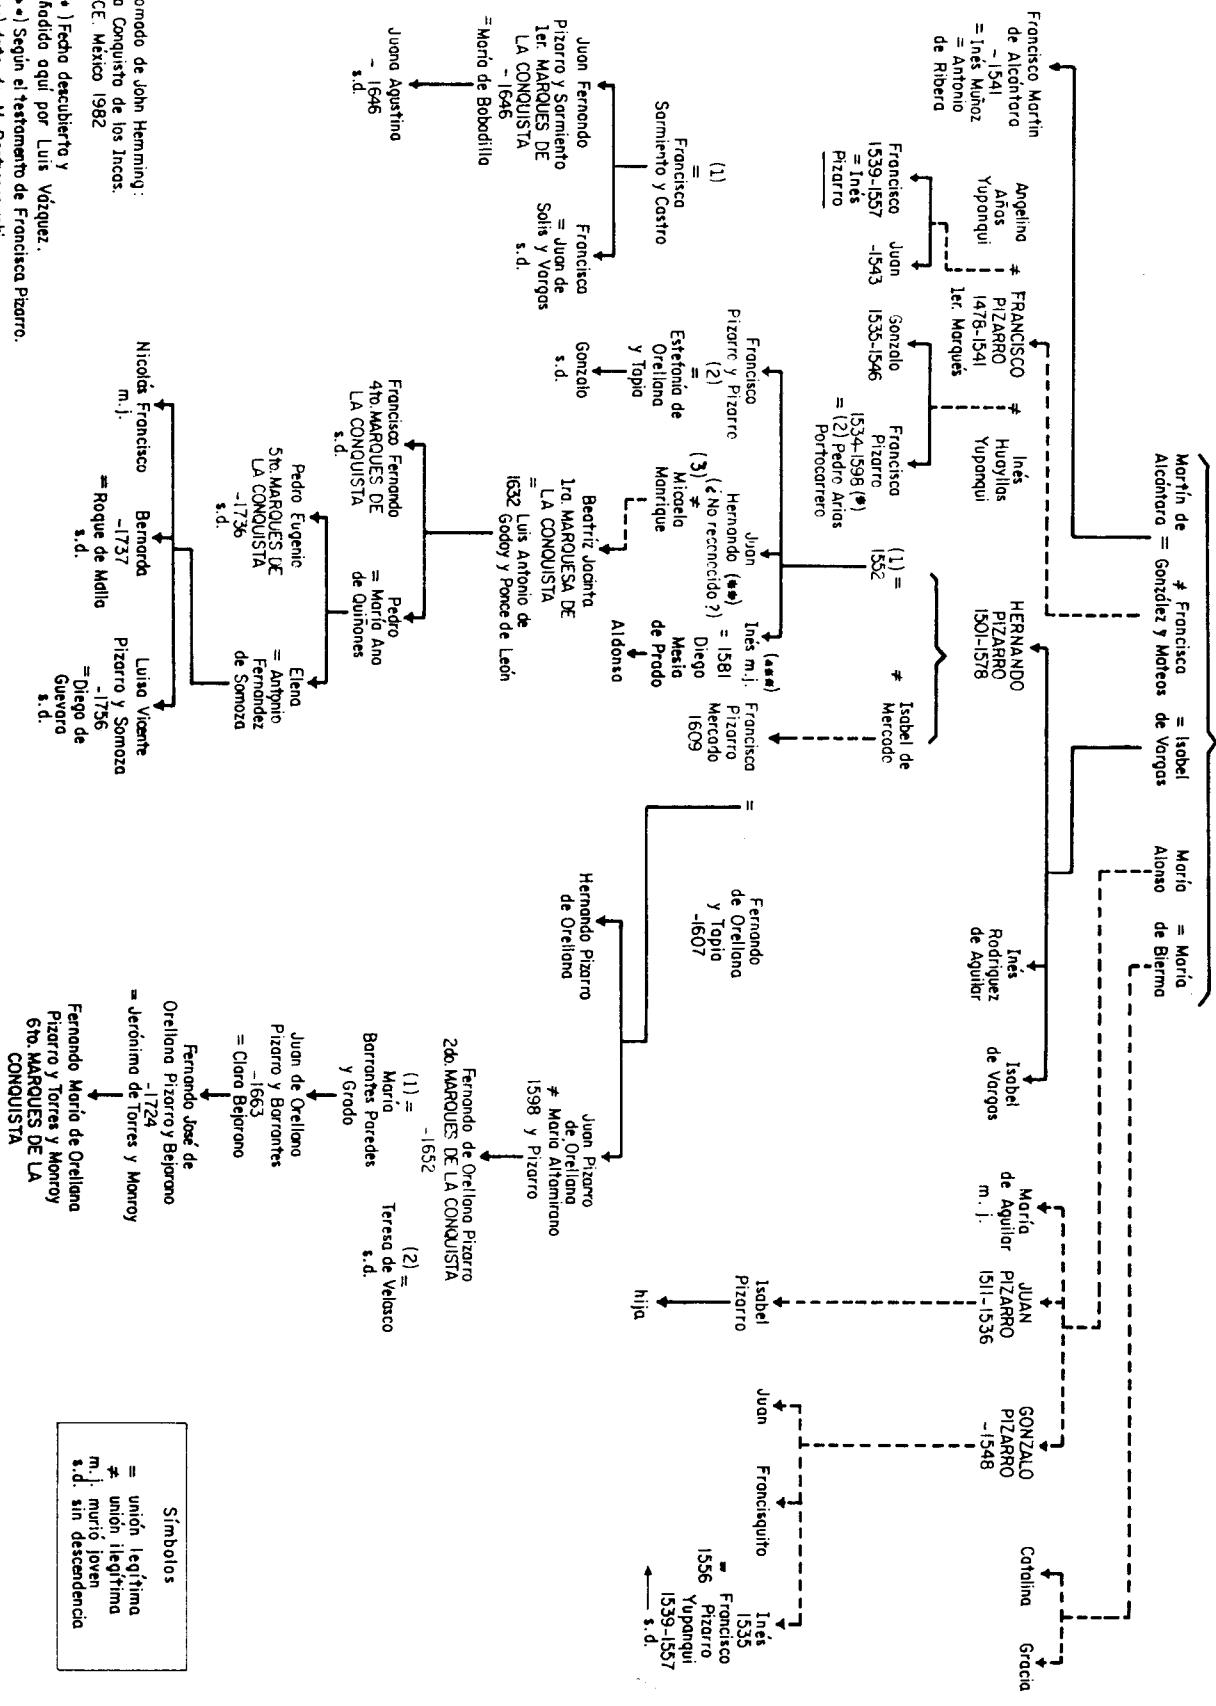 Martín de
Alcántara =
≠ Francisca
González y Mateos
= Isabel
de Vargas
María
Alonso
= María
de Bierma
Francisco Martin
de Alcántara
- 1541
= Inés Muñoz
= Antonio
de Ribera
Angelina
Añas
Yupanqui
≠
FRANCISCO
PIZARRO
1478-1541
1er. Marqués
≠
Inés
Huayllas
Yupanqui
HERNANDO
PIZARRO
1501-1578
Inés
Rodriguez
de Aguilar
Isabel
de Vargas
María
de Aguilar
m. j.
JUAN
PIZARRO
1511-1536
GONZALO
PIZARRO
-1548
Catalina
Gracia
Francisco
1539-1557
= Inés
Pizarro
Juan
-1543
Gonzalo
1535-1546
Francisca
Pizarro
1534-1598 (*)
= (2) Pedro Arias
Portocarrero
(1) =
1552
≠ Isabel de
Mercado
Francisco
Pizarro y Pizarro
(1)
=
Francisca
Sarmiento y Castro
(2)
=
Estefanía de
Orellana
y Tapia
Gonzalo
s.d.
Juan
Hernando (**)
(¿No reconocido?)
(3) ≠
Micaela
Manrique
(***)
Inés m.j.
= 1581
Diego
Mesia
de Prado
Aldonsa
Francisca
Pizarro
Mercado
1609
=
Fernando
de Orellana
y Tapia
-1607
Isabel
Pizarro
hija
Juan
Francisquito
Inés
1535
=
1556
Francisco
Pizarro
Yupanqui
1539-1557
s.d.
Juan Fernando
Pizarro y Sarmiento
1er. MARQUES DE
LA CONQUISTA
- 1646
= María de Bobadilla
Francisca
= Juan de
Solis y Vargas
s.d.
Juana Agustina
- 1646
s.d.
Beatriz Jacinta
1ra. MARQUESA DE
LA CONQUISTA
=
1632 Luis Antonio de
Godoy y Ponce de León
Hernando Pizarro
de Orellana
Juan Pizarro
de Orellana
≠ María Altamirano
1598 y Pizarro
Francisco Fernando
4to. MARQUES DE
LA CONQUISTA
s.d.
Pedro
= María Ana
de Quiñones
Fernando de Orellana Pizarro
2do. MARQUES DE LA CONQUISTA
-1652
(1) =
María
Barrantes Paredes
y Grado
(2) =
Teresa de Velasco
s.d.
Pedro Eugenio
5to. MARQUES DE
LA CONQUISTA
-1736
s.d.
Elena
= Antonio
Fernandez
de Somoza
Juan de Orellana
Pizarro y Barrantes
-1663
= Clara Bejarano
Nicolás Francisco
m.j.
Bernarda
-1737
= Roque de Malla
s.d.
Luisa Vicente
Pizarro y Somoza
-1756
= Diego de
Guevara
s.d.
Fernando José de
Orellana Pizarro y Bejarano
-1724
= Jerónima de Torres y Monroy
Fernando María de Orellana
Pizarro y Torres y Monroy
6to. MARQUES DE LA
CONQUISTA
omado de John Hemming:
a Conquista de los Incas.
CE. México 1982
*) Fecha descubierta y
ñadida aquí por Luis Vázquez.
**) Según el testamento de Francisca Pizarro.
Símbolos
= unión legítima
≠ unión ilegítima
m.j. murió joven
s.d. sin descendencia